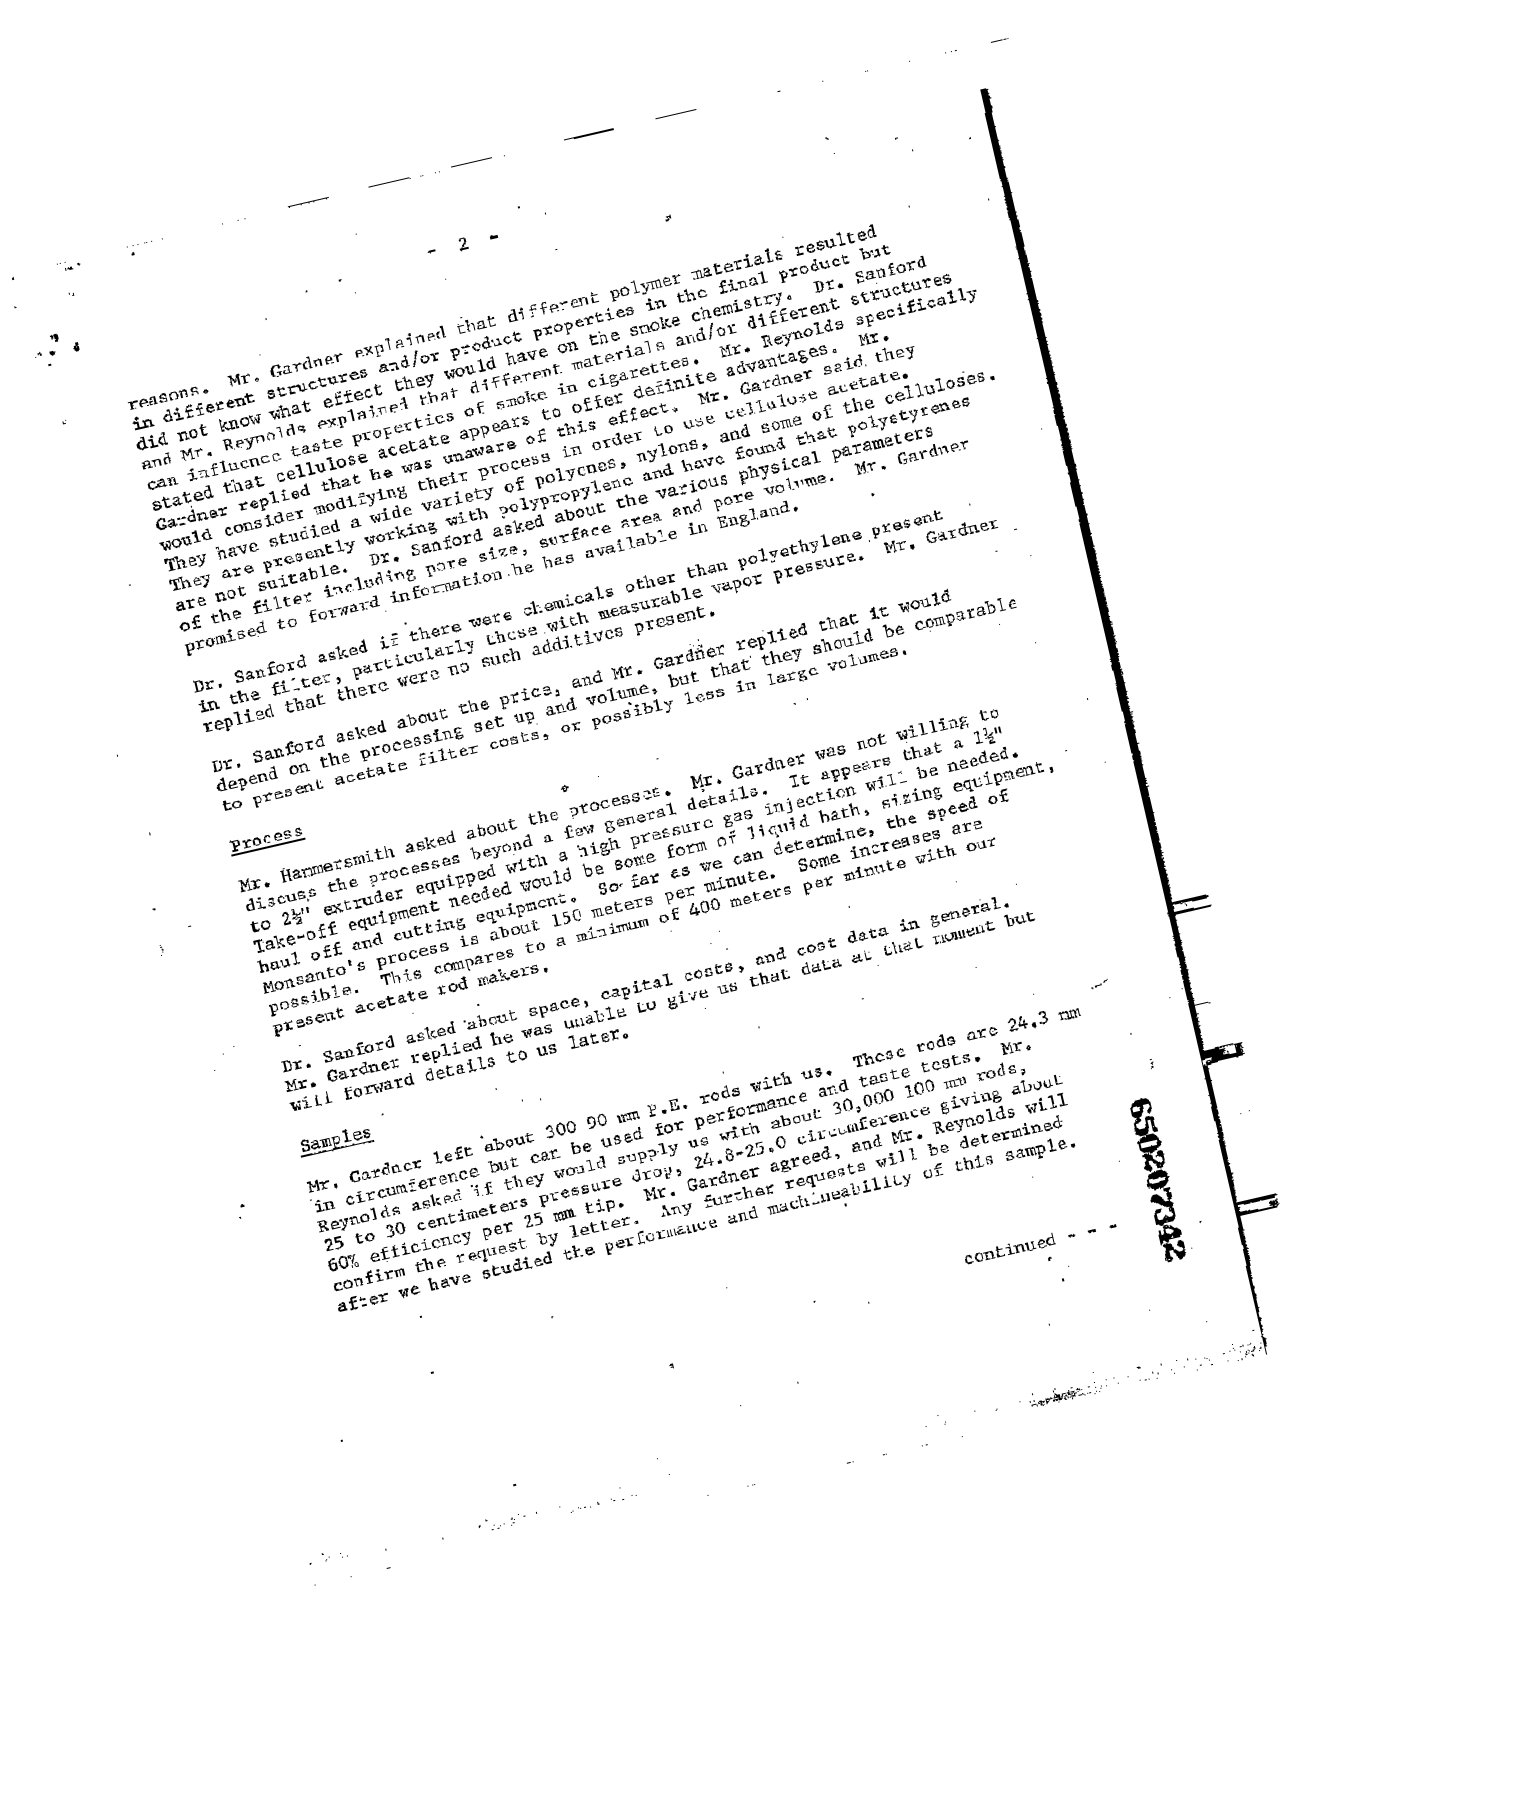 - 2 -
reasons. Mr. Gardner explained that different polymer materials resulted
in different structures and/or product properties in the final product but
did not know what effect they would have on the smoke chemistry. Dr. Sanford
and Mr. Reynolds explained that different materials and/or different structures
can influence taste properties of smoke in cigarettes. Mr. Reynolds specifically
stated that cellulose acetate appears to offer definite advantages. Mr.
Gardner replied that he was unaware of this effect. Mr. Gardner said they
would consider modifying their process in order to use cellulose acetate.
They have studied a wide variety of polyenes, nylons, and some of the celluloses.
They are presently working with polypropylene and have found that polystyrenes
are not suitable. Dr. Sanford asked about the various physical parameters
of the filter including pore size, surface area and pore volume. Mr. Gardner
promised to forward information he has available in England.
Dr. Sanford asked if there were chemicals other than polyethylene present
in the filter, particularly those with measurable vapor pressure. Mr. Gardner
replied that there were no such additives present.
Dr. Sanford asked about the price, and Mr. Gardner replied that it would
depend on the processing set up and volume, but that they should be comparable
to present acetate filter costs, or possibly less in large volumes.
Process
Mr. Hammersmith asked about the processes. Mr. Gardner was not willing to
discuss the processes beyond a few general details. It appears that a 1½"
to 2½" extruder equipped with a high pressure gas injection will be needed.
Take-off equipment needed would be some form of liquid bath, sizing equipment,
haul off and cutting equipment. So far as we can determine, the speed of
Monsanto's process is about 150 meters per minute. Some increases are
possible. This compares to a minimum of 400 meters per minute with our
present acetate rod makers.
Dr. Sanford asked about space, capital costs, and cost data in general.
Mr. Gardner replied he was unable to give us that data at that moment but
will forward details to us later.
Samples
Mr. Gardner left about 300 90 mm P.E. rods with us. These rods are 24.3 mm
in circumference but can be used for performance and taste tests. Mr.
Reynolds asked if they would supply us with about 30,000 100 mm rods,
25 to 30 centimeters pressure drop, 24.8-25.0 circumference giving about
60% efficiency per 25 mm tip. Mr. Gardner agreed, and Mr. Reynolds will
confirm the request by letter. Any further requests will be determined
after we have studied the performance and machineability of this sample.
continued - - -
650207342